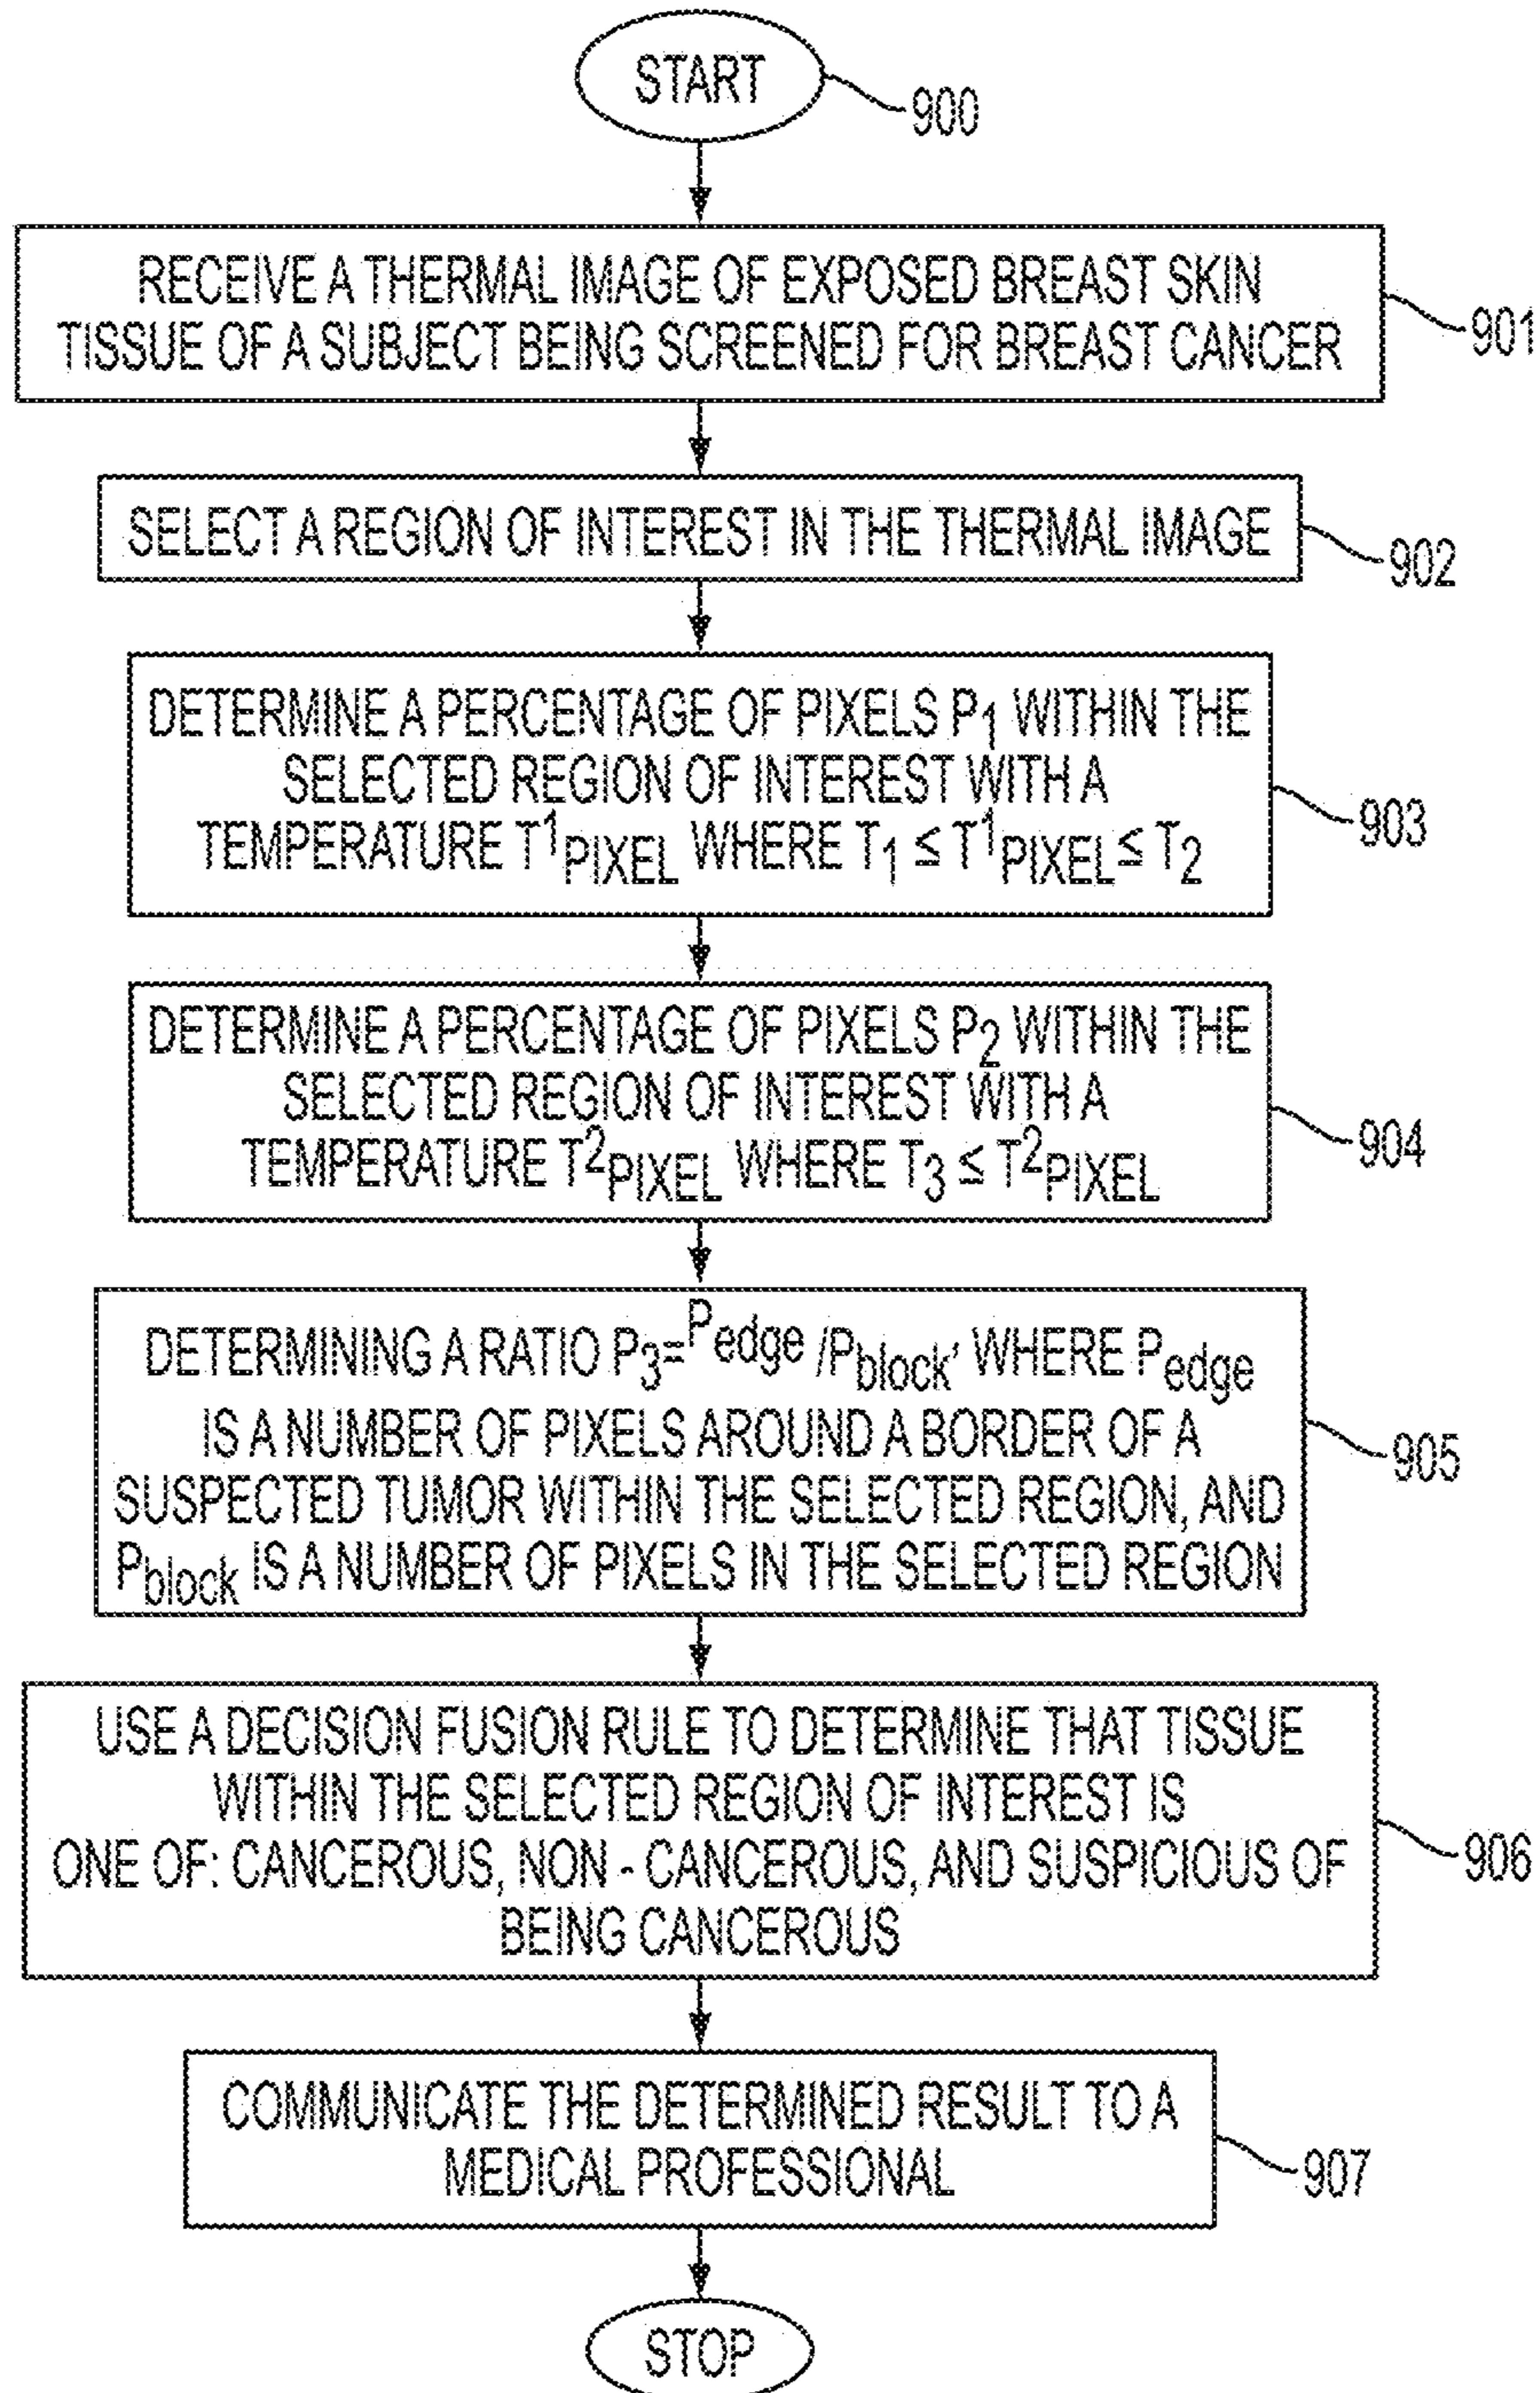 START
900
RECEIVE A THERMAL IMAGE OF EXPOSED BREAST SKIN
TISSUE OF A SUBJECT BEING SCREENED FOR BREAST CANCER
901
SELECT A REGION OF INTEREST IN THE THERMAL IMAGE
902
DETERMINE A PERCENTAGE OF PIXELS P₁ WITHIN THE
SELECTED REGION OF INTEREST WITH A
TEMPERATURE T¹PIXEL WHERE T₁ ≤ T¹PIXEL ≤ T₂
903
DETERMINE A PERCENTAGE OF PIXELS P₂ WITHIN THE
SELECTED REGION OF INTEREST WITH A
TEMPERATURE T²PIXEL WHERE T₃ ≤ T²PIXEL
904
DETERMINING A RATIO P₃=Pedge /Pblock, WHERE Pedge
IS A NUMBER OF PIXELS AROUND A BORDER OF A
SUSPECTED TUMOR WITHIN THE SELECTED REGION, AND
Pblock IS A NUMBER OF PIXELS IN THE SELECTED REGION
905
USE A DECISION FUSION RULE TO DETERMINE THAT TISSUE
WITHIN THE SELECTED REGION OF INTEREST IS
ONE OF: CANCEROUS, NON - CANCEROUS, AND SUSPICIOUS OF
BEING CANCEROUS
906
COMMUNICATE THE DETERMINED RESULT TO A
MEDICAL PROFESSIONAL
907
STOP